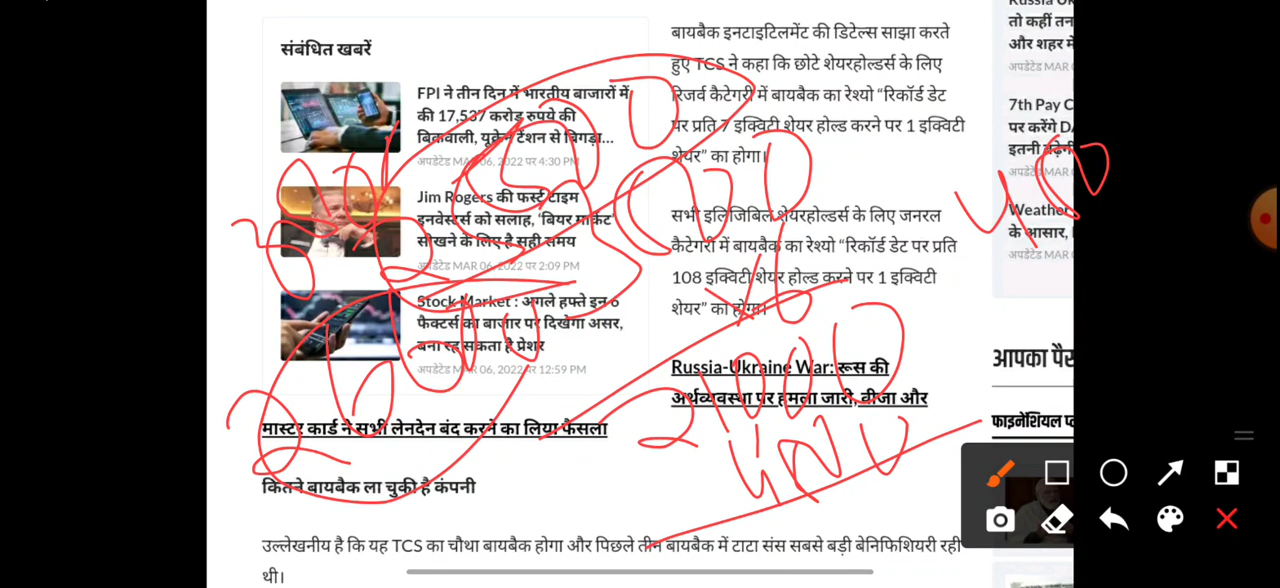 संबंधित खबरें
FPI ने तीन दिन में भारतीय बाजारों में
की 17,537 करोड़ रुपये की
बिकवाली, यूक्रेन टेंशन से बिगड़ा...
अपडेटेड MAR 06, 2022 पर 4:30 PM
Jim Rogers की फर्स्ट टाइम
इनवेस्टर्स को सलाह, 'बियर मार्केट'
सीखने के लिए है सही समय
अपडेटेड MAR 06, 2022 पर 2:09 PM
Stock Market : अगले हफ्ते इन 6
फैक्टर्स का बाजार पर दिखेगा असर,
बना रह सकता है प्रेशर
अपडेटेड MAR 06, 2022 पर 12:59 PM
मास्टर कार्ड ने सभी लेनदेन बंद करने का लिया फैसला
कितने बायबैक ला चुकी है कंपनी
उल्लेखनीय है कि यह TCS का चौथा बायबैक होगा और पिछले तीन बायबैक में टाटा संस सबसे बड़ी बेनिफिशियरी रही
थी।
बायबैक इनटाइटिलमेंट की डिटेल्स साझा करते
हुए TCS ने कहा कि छोटे शेयरहोल्डर्स के लिए
रिजर्व कैटेगरी में बायबैक का रेश्यो “रिकॉर्ड डेट
पर प्रति 7 इक्विटी शेयर होल्ड करने पर 1 इक्विटी
शेयर” का होगा।
सभी इलिजिबिल शेयरहोल्डर्स के लिए जनरल
कैटेगरी में बायबैक का रेश्यो “रिकॉर्ड डेट पर प्रति
108 इक्विटी शेयर होल्ड करने पर 1 इक्विटी
शेयर” का होगा।
Russia-Ukraine War: रूस की
अर्थव्यवस्था पर हमला जारी, वीजा और
तो कहीं तन
और शहर में
अपडेटेड MAR
7th Pay C
पर करेंगे
इतनी
Weather
के आसार,
अपडेटेड MAR
आपका पैस
फाइनेंशियल